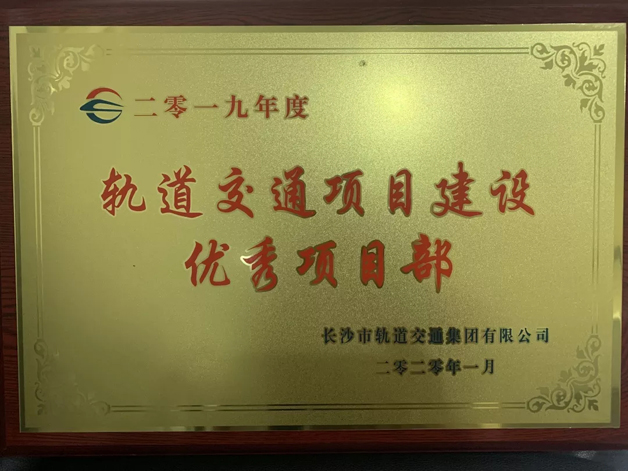 二零一九年度
轨道交通项目建设
优秀项目部
长沙市轨道交通集团有限公司
二零二零年一月